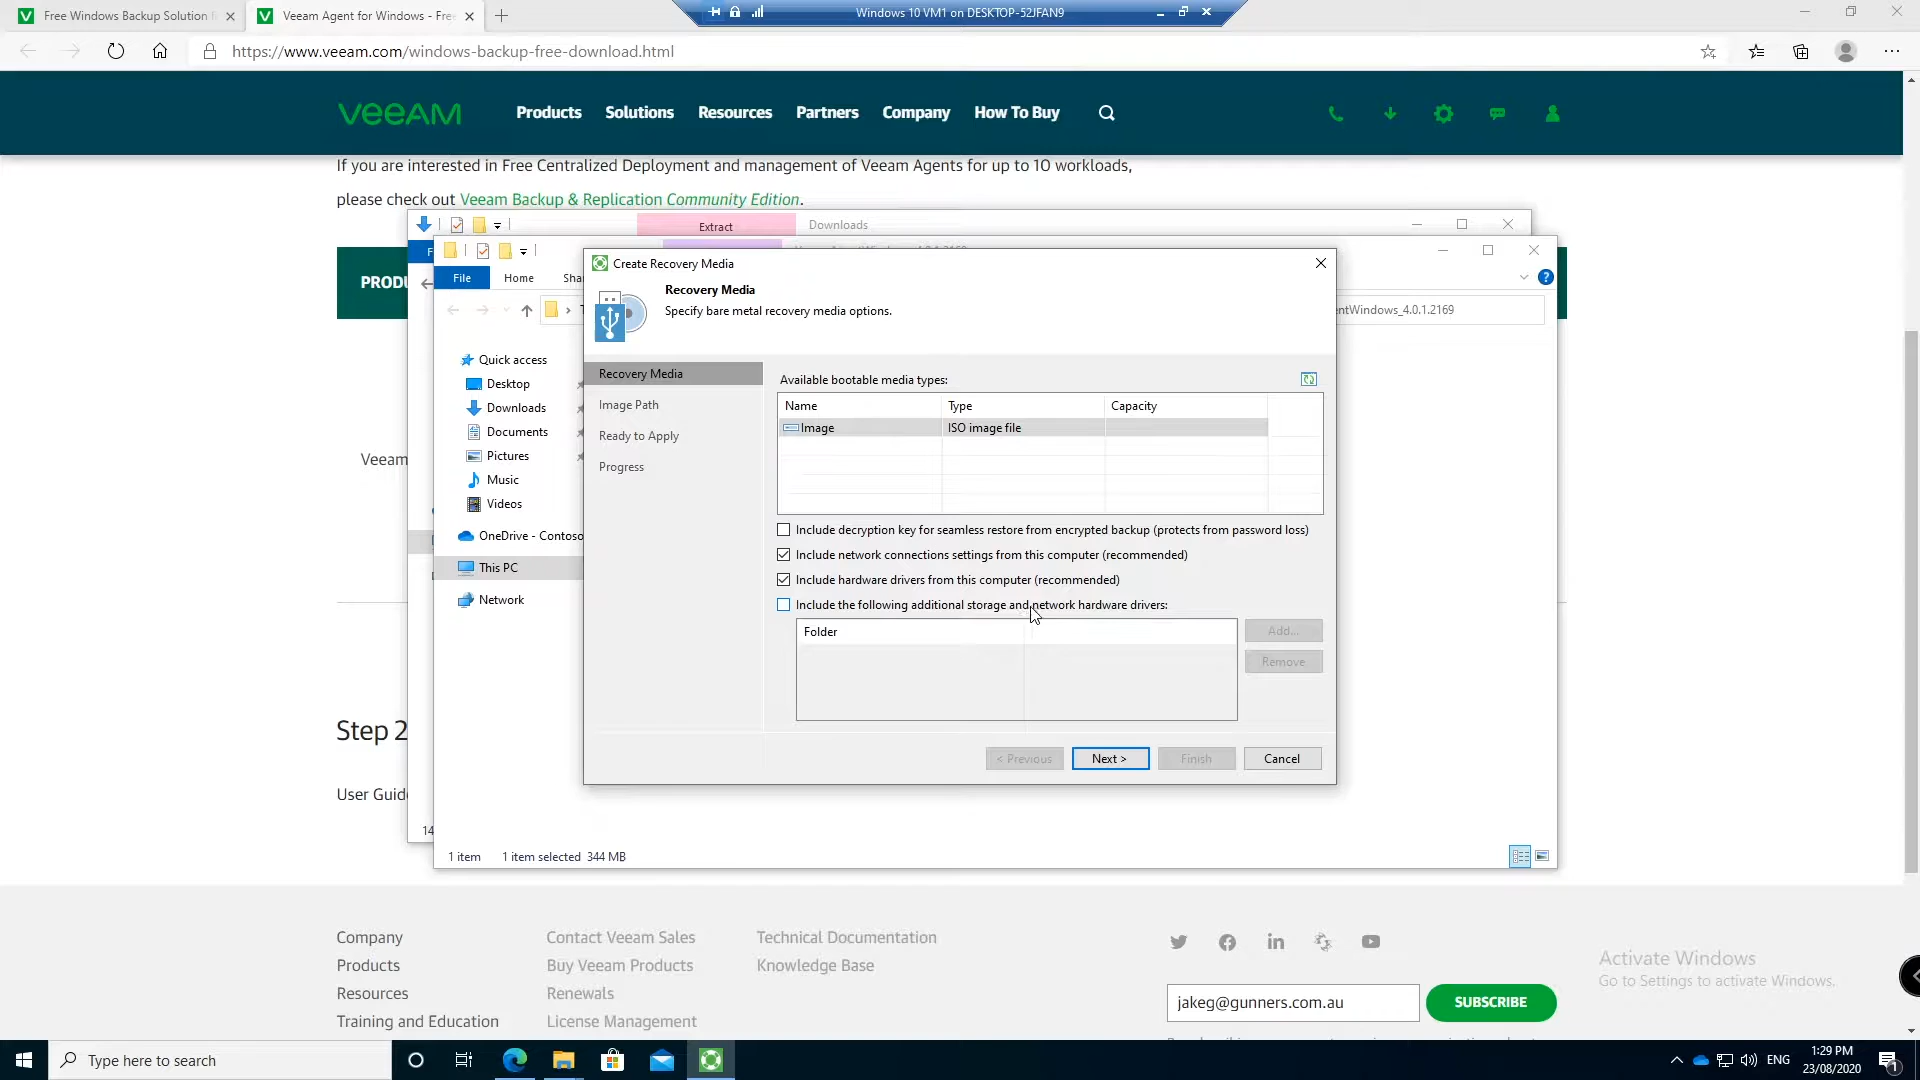 Free Windows Backup Solution
Veeam Agent for Windows - Free
Windows 10 VM1 on DESKTOP-52JFAN9
https://www.veeam.com/windows-backup-free-download.html
VEEAM
Products
Solutions
Resources
Partners
Company
How To Buy
If you are interested in Free Centralized Deployment and management of Veeam Agents for up to 10 workloads,
please check out Veeam Backup & Replication Community Edition.
Extract
Downloads
PRODU
File
Home
Sha
entWindows_4.0.1.2169
Quick access
Desktop
Downloads
Documents
Pictures
Music
Videos
OneDrive - Contoso
This PC
Network
Veeam
Create Recovery Media
Recovery Media
Specify bare metal recovery media options.
Recovery Media
Image Path
Ready to Apply
Progress
Available bootable media types:
Name
Type
Capacity
Image
ISO image file
Include decryption key for seamless restore from encrypted backup (protects from password loss)
Include network connections settings from this computer (recommended)
Include hardware drivers from this computer (recommended)
Include the following additional storage and network hardware drivers:
Folder
Add...
Remove
< Previous
Next >
Finish
Cancel
Step 2
User Guide
14
1 item
1 item selected 344 MB
Company
Products
Resources
Training and Education
Contact Veeam Sales
Buy Veeam Products
Renewals
License Management
Technical Documentation
Knowledge Base
jakeg@gunners.com.au
SUBSCRIBE
Activate Windows
Go to Settings to activate Windows.
Type here to search
ENG
1:29 PM
23/08/2020
1